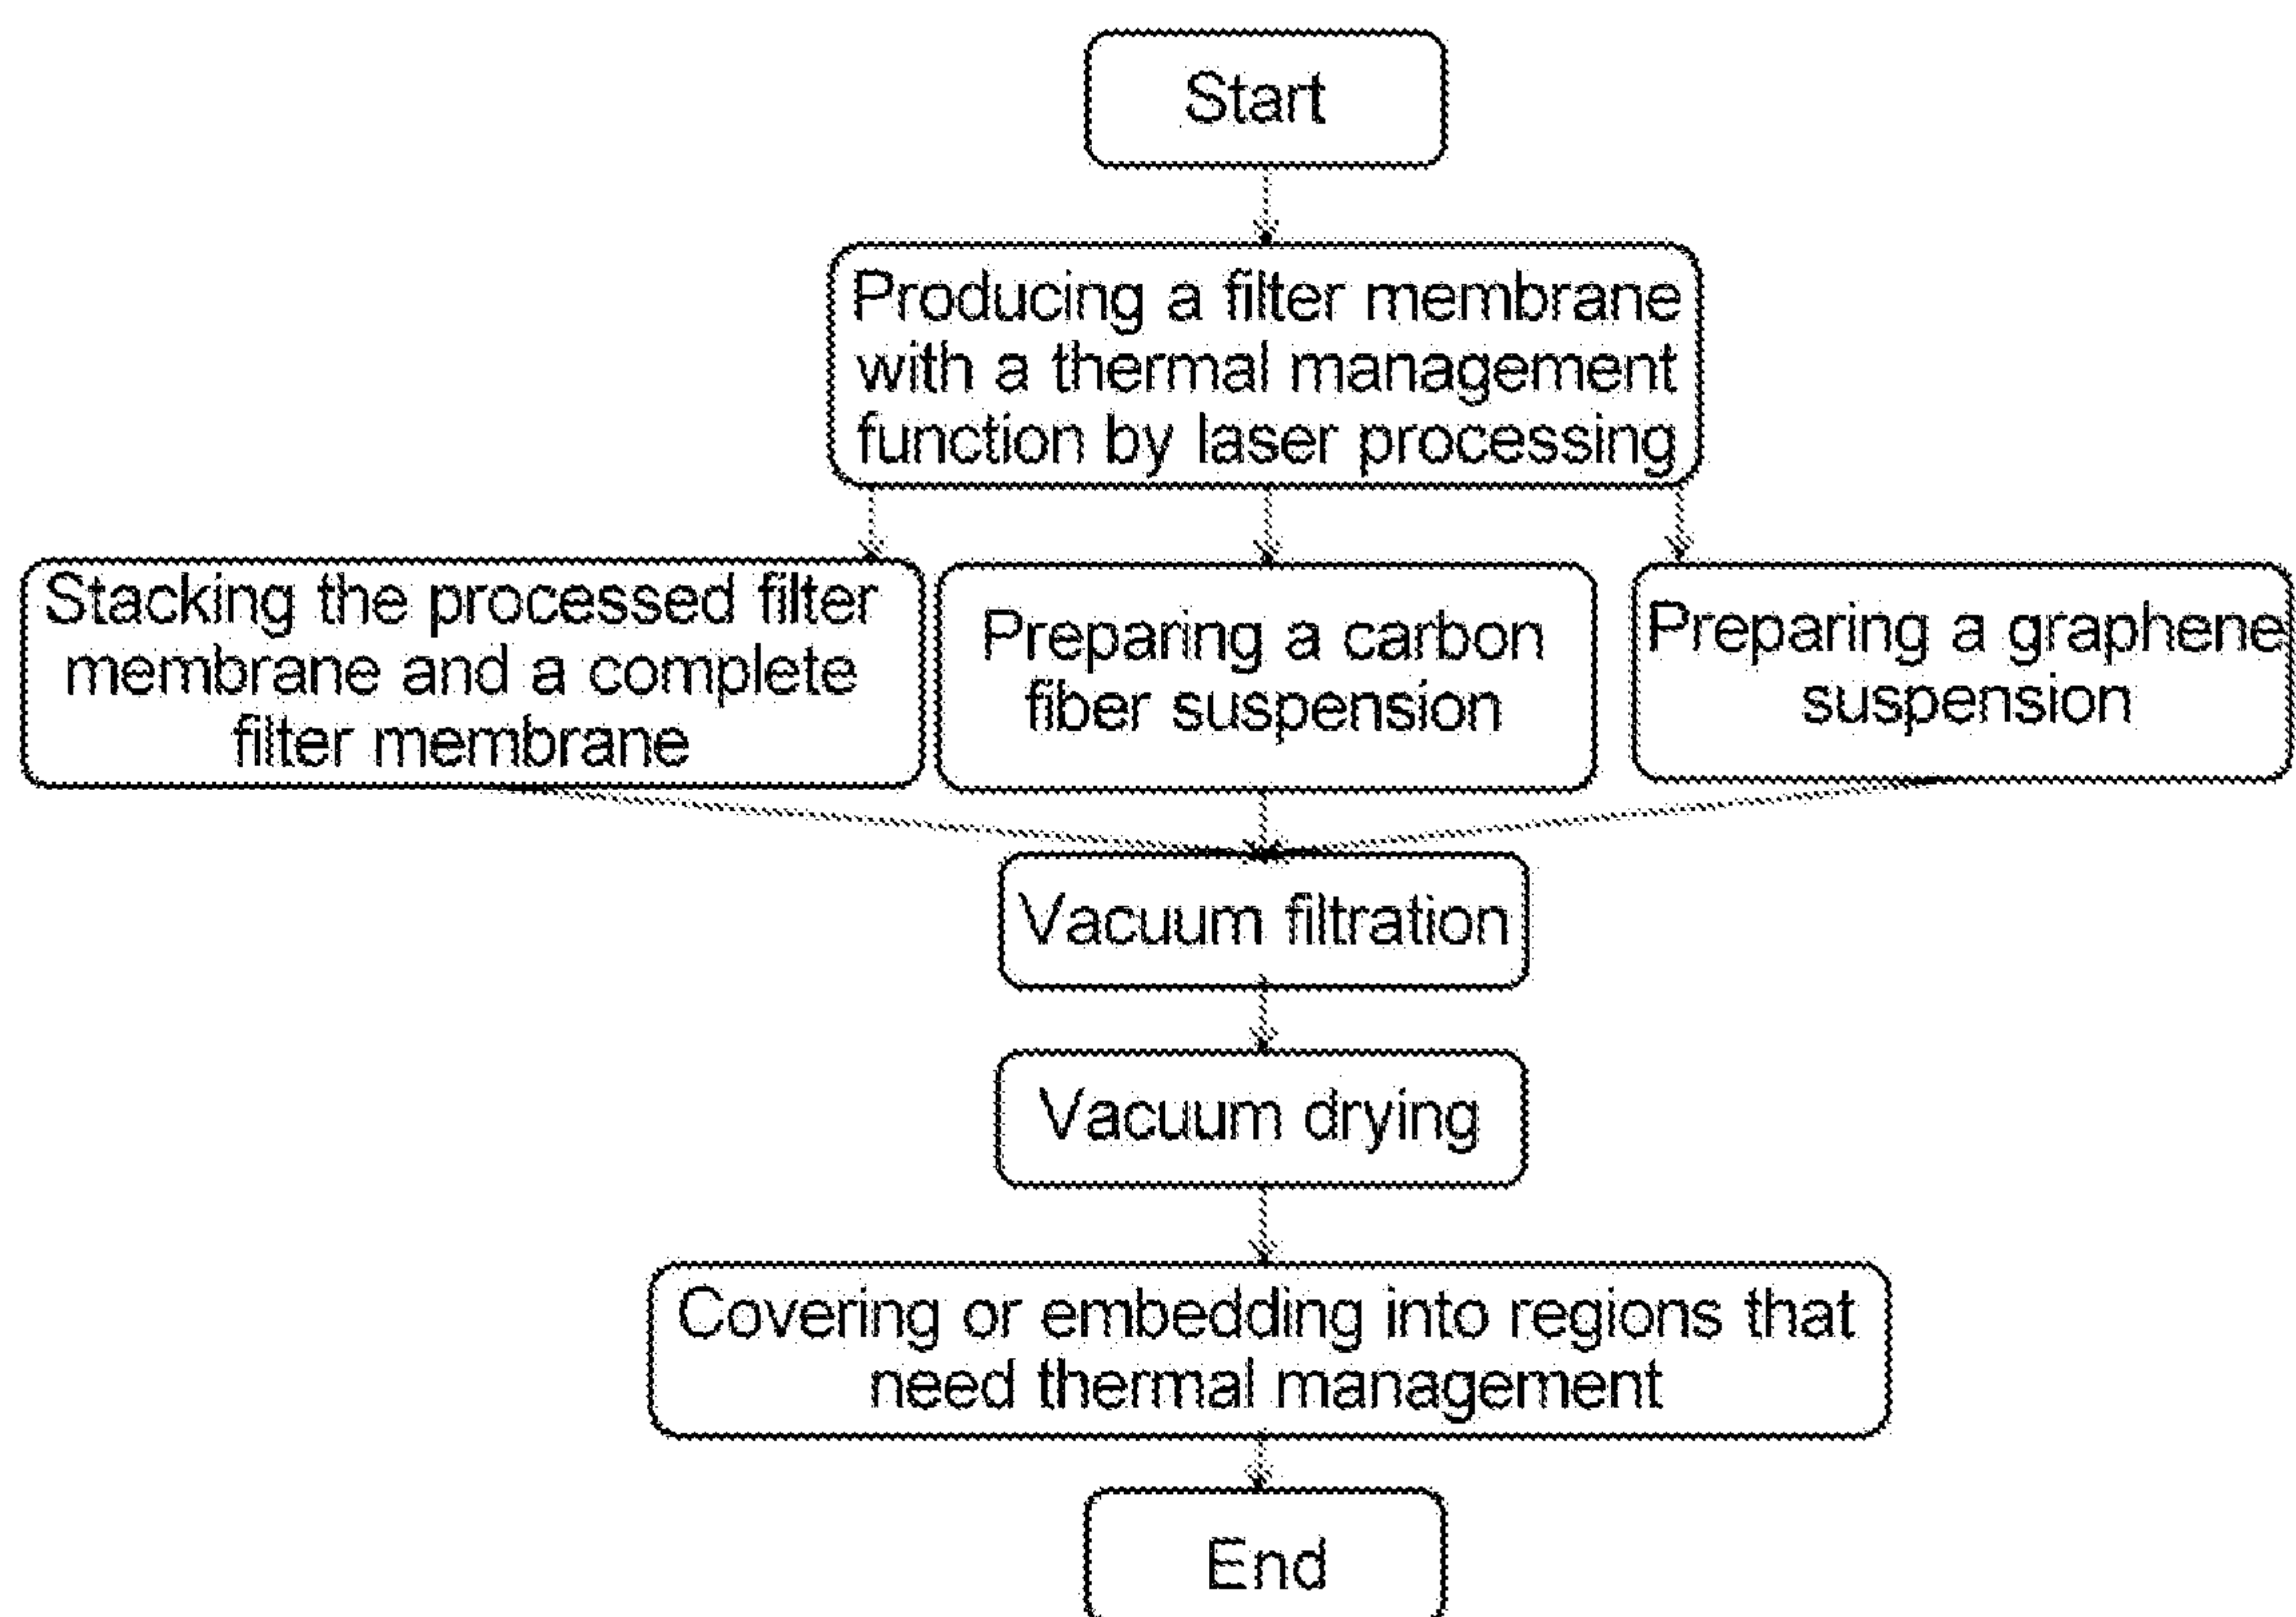 Start
Producing a filter membrane
with a thermal management
function by laser processing
Stacking the processed filter
membrane and a complete
filter membrane
Preparing a carbon
fiber suspension
Preparing a graphene
suspension
Vacuum filtration
Vacuum drying
Covering or embedding into regions that
need thermal management
End